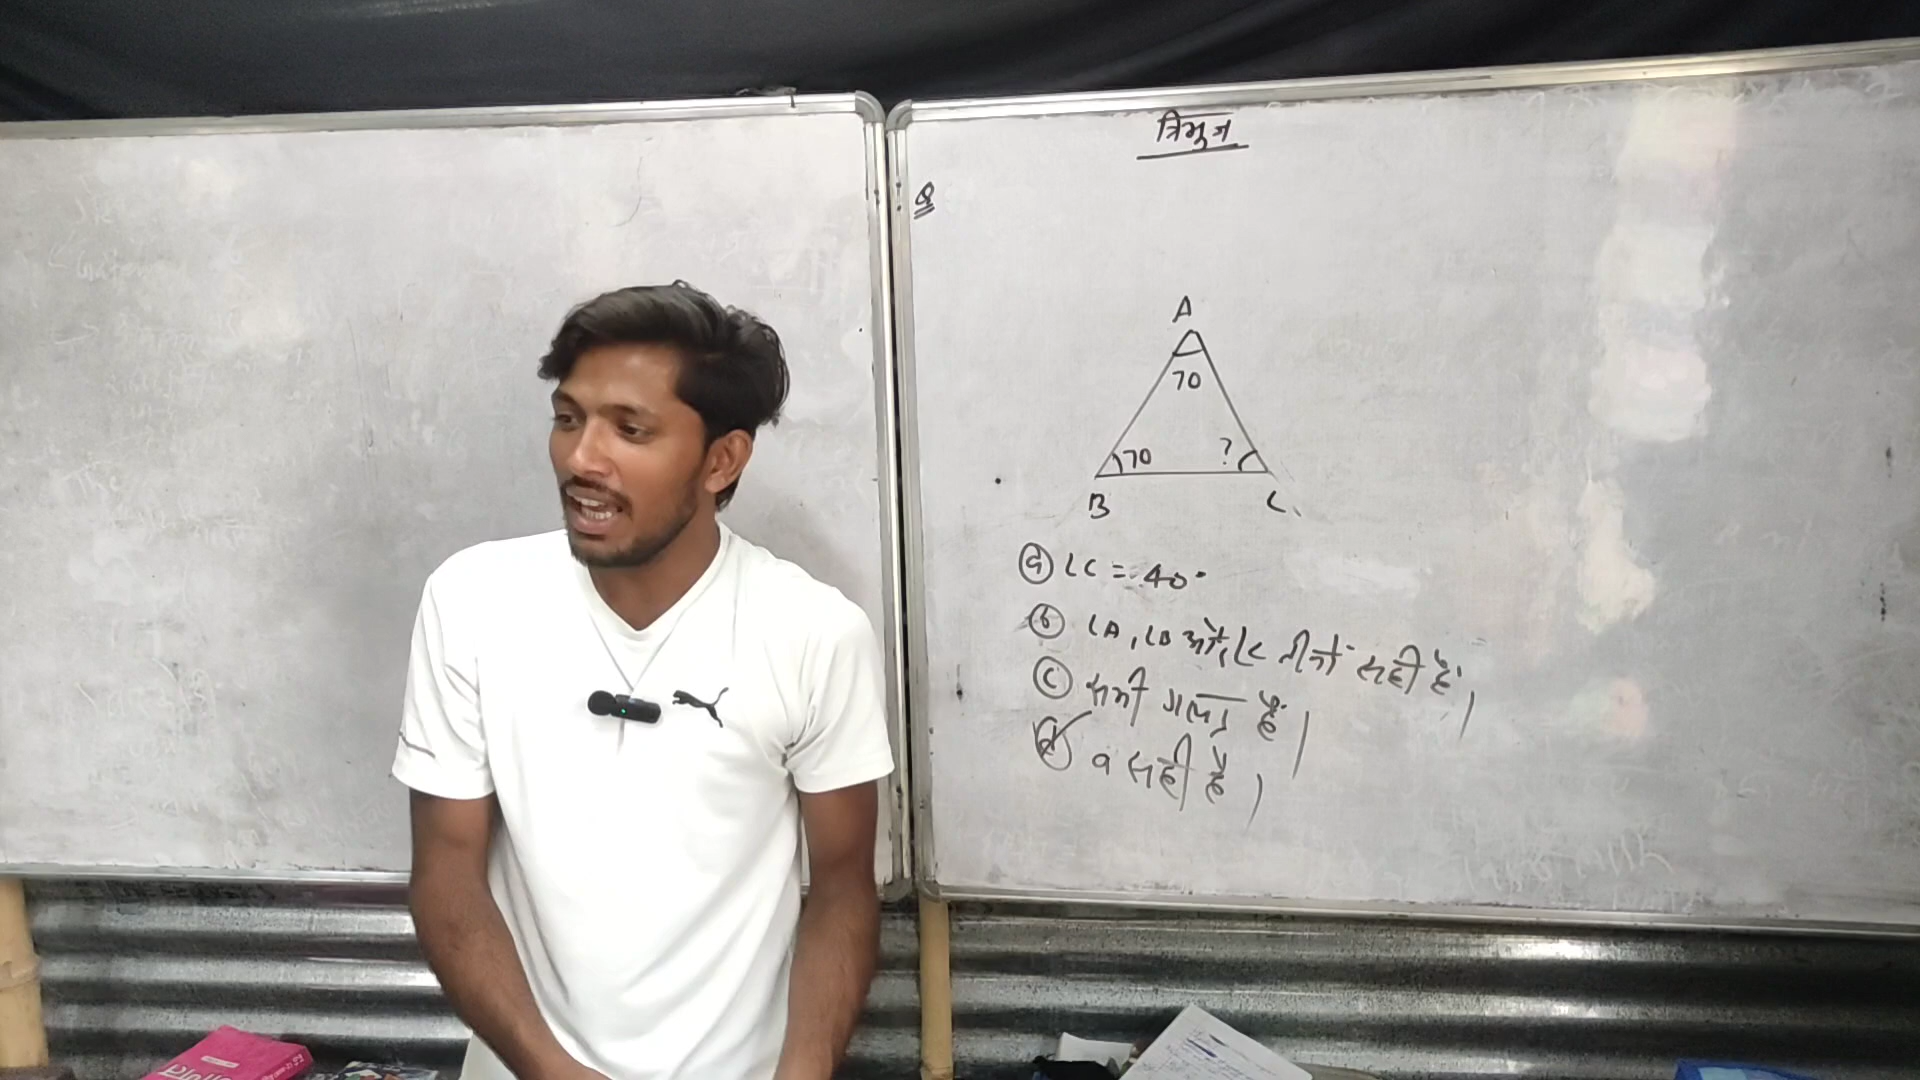 त्रिभुज
Q
A
70
70 ?
B C
(a) ∠C = 40°
(b) ∠A, ∠B और ∠C तीनों सही हैं।
(c) सभी गलत हैं।
(d) a सही है।